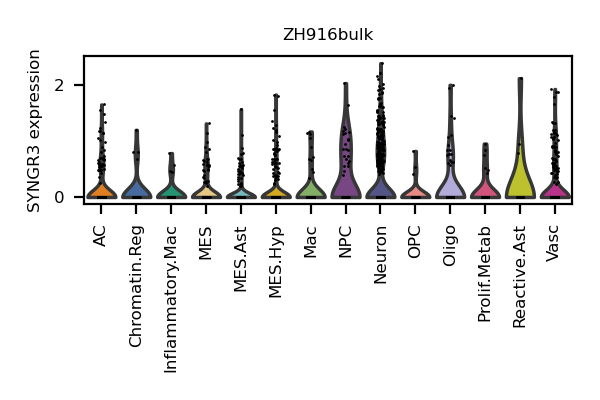 ZH916bulk
SYNGR3 expression
2
0
AC
Chromatin.Reg
Inflammatory.Mac
MES
MES.Ast
MES.Hyp
Mac
NPC
Neuron
OPC
Oligo
Prolif.Metab
Reactive.Ast
Vasc